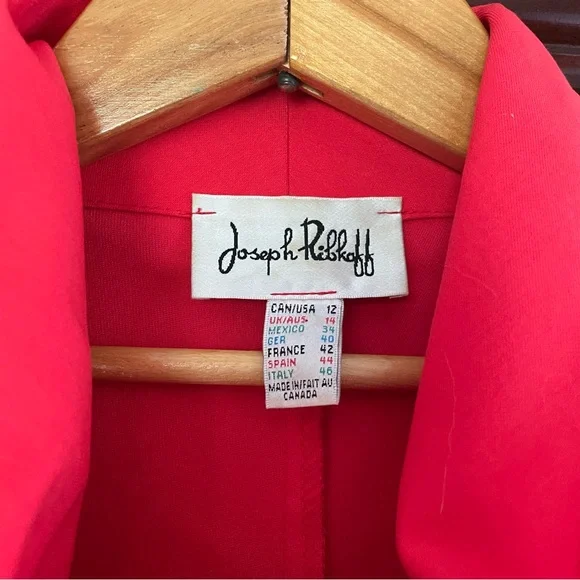 Joseph Ribkoff
CAN/USA 12
UK/AUS. 14
MEXICO 34
GER 40
FRANCE 42
SPAIN 44
ITALY 46
MADE IN/FAIT AU
CANADA